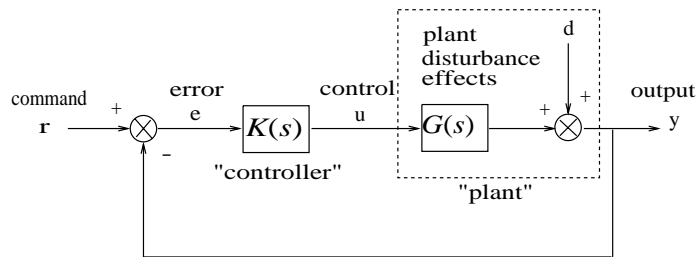 plant
disturbance
effects
d
command
r
+
-
error
e
K(s)
"controller"
control
u
G(s)
+
+
"plant"
output
y